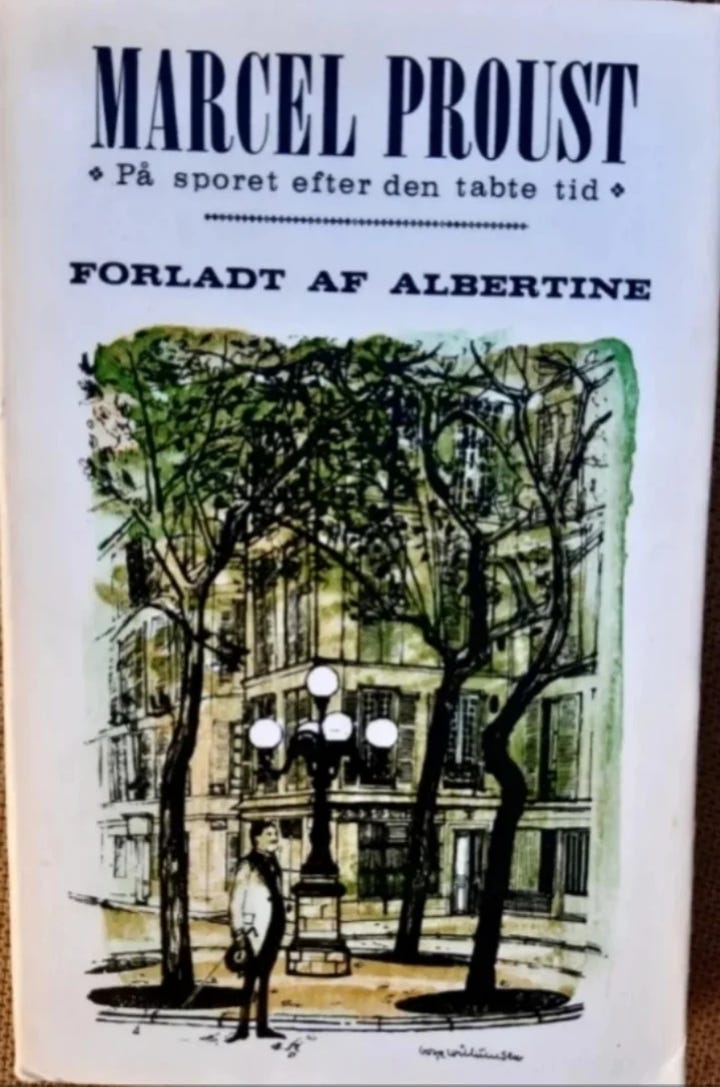 MARCEL PROUST
På sporet efter den tabte tid
FORLADT AF ALBERTINE